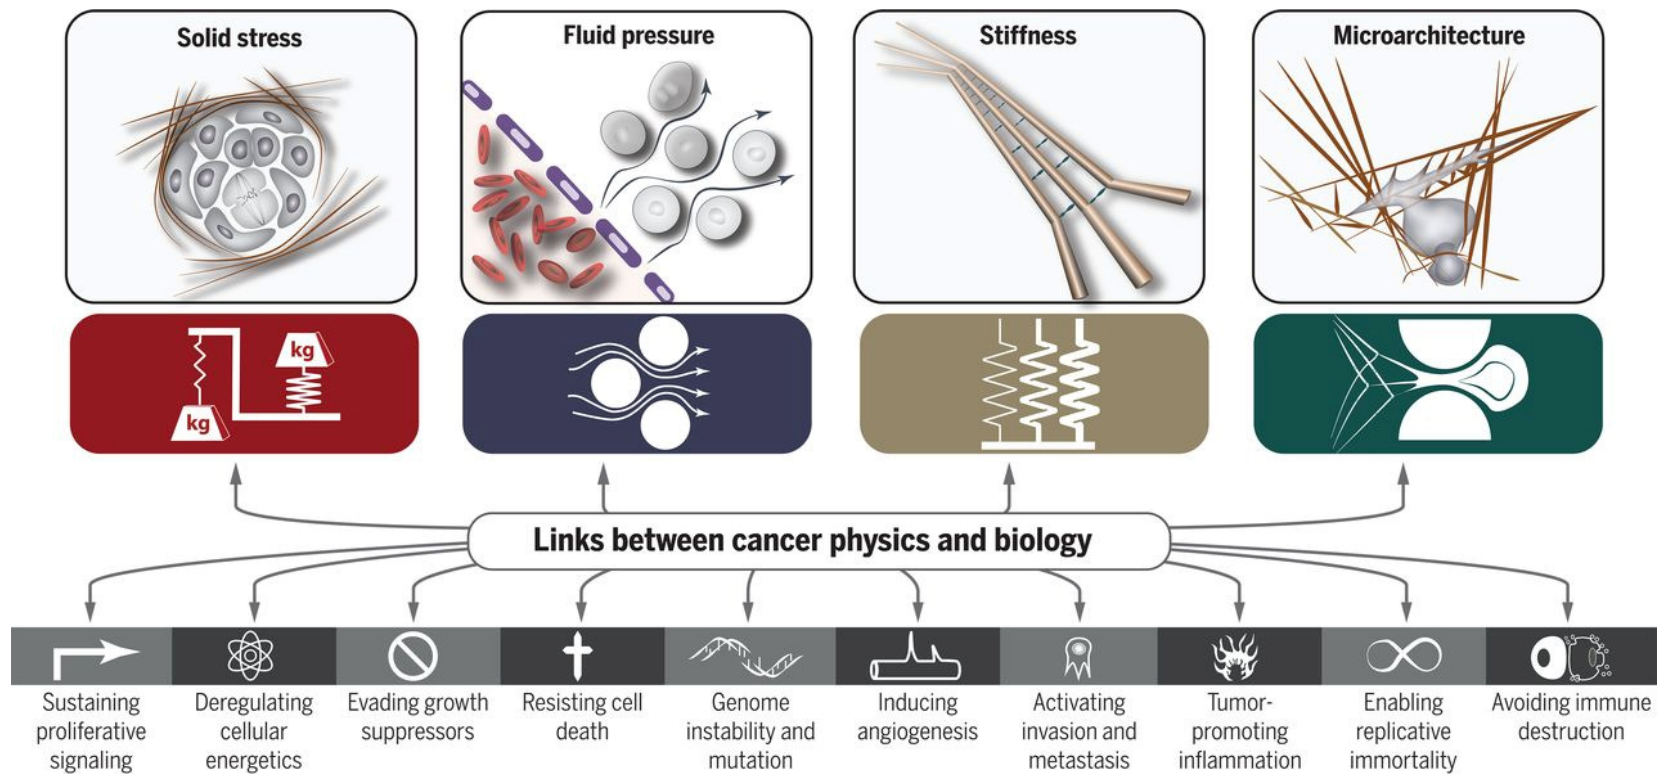 Solid stress
Fluid pressure
Stiffness
Microarchitecture
kg
kg
Links between cancer physics and biology
Sustaining
proliferative
signaling
Deregulating
cellular
energetics
Evading growth
suppressors
Resisting cell
death
Genome
instability and
mutation
Inducing
angiogenesis
Activating
invasion and
metastasis
Tumor-
promoting
inflammation
Enabling
replicative
immortality
Avoiding immune
destruction